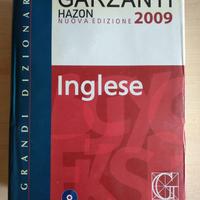 GARZANTI
HAZON 2009
NUOVA EDIZIONE
Inglese
GRANDI DIZIONARI